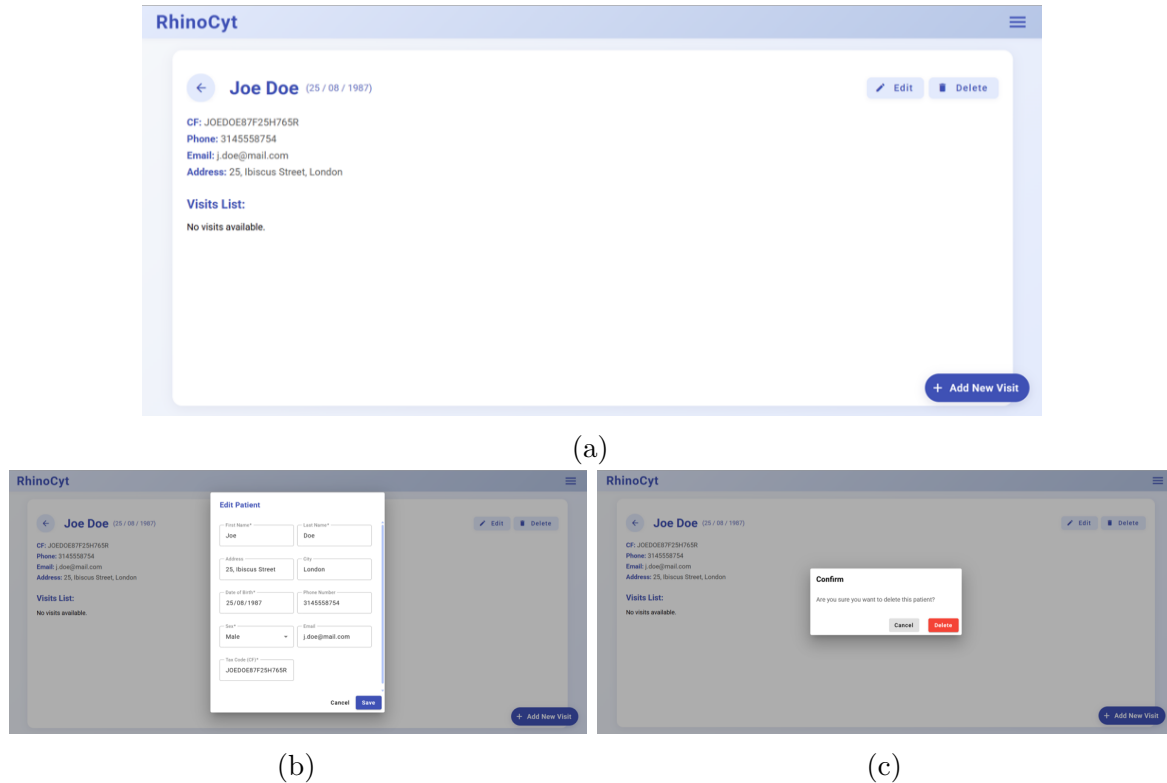 RhinoCyt
Joe Doe (25 / 08 / 1987)
Edit
Delete
CF: JOEDOE87F25H765R
Phone: 3145558754
Email: j.doe@mail.com
Address: 25, Ibiscus Street, London
Visits List:
No visits available.
+ Add New Visit
(a)
RhinoCyt
Joe Doe (25 / 08 / 1987)
Edit
Delete
CF: JOEDOE87F25H765R
Phone: 3145558754
Email: j.doe@mail.com
Address: 25, Ibiscus Street, London
Visits List:
No visits available.
Edit Patient
First Name*
Joe
Last Name*
Doe
Address
25, Ibiscus Street
City
London
Date of Birth*
25/08/1987
Phone Number
3145558754
Sex*
Male
Email
j.doe@mail.com
Tax Code (CF)*
JOEDOE87F25H765R
Cancel
Save
+ Add New Visit
(b)
RhinoCyt
Joe Doe (25 / 08 / 1987)
Edit
Delete
CF: JOEDOE87F25H765R
Phone: 3145558754
Email: j.doe@mail.com
Address: 25, Ibiscus Street, London
Visits List:
No visits available.
Confirm
Are you sure you want to delete this patient?
Cancel
Delete
+ Add New Visit
(c)